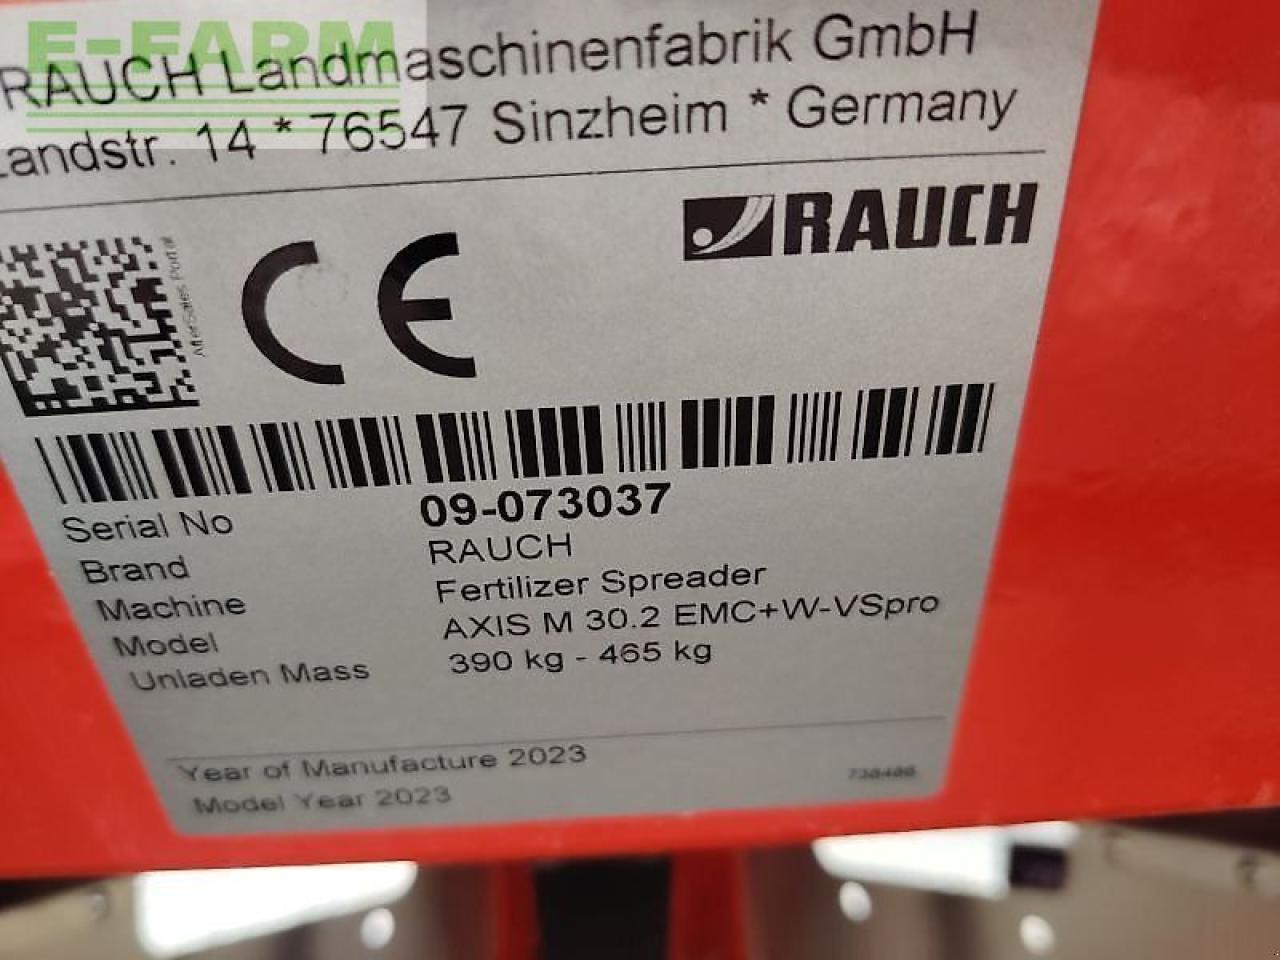 E-FARM
RAUCH Landmaschinenfabrik GmbH
Landstr. 14 * 76547 Sinzheim * Germany
RAUCH
CE
AfterSales Portal
Serial No 09-073037
Brand RAUCH
Machine Fertilizer Spreader
Model AXIS M 30.2 EMC+W-VSpro
Unladen Mass 390 kg - 465 kg
Year of Manufacture 2023
Model Year 2023